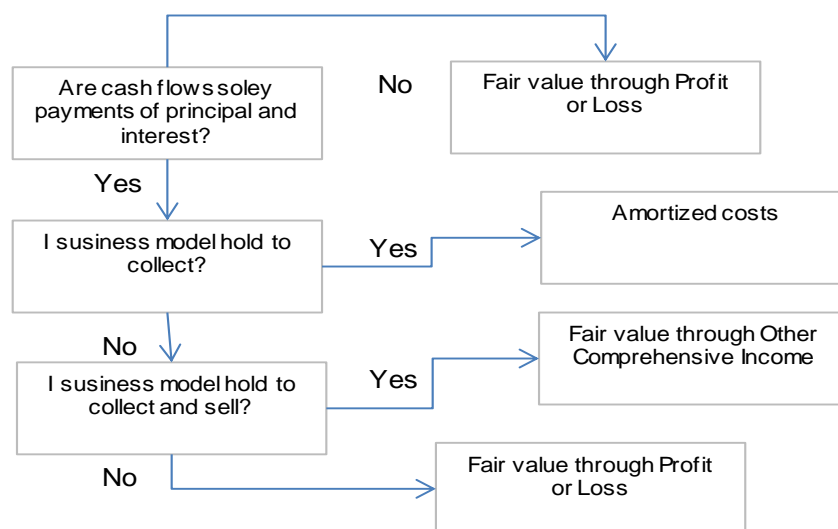 Are cash flows soley
payments of principal and
interest?
No
Fair value through Profit
or Loss
Yes
I susiness model hold to
collect?
Yes
Amortized costs
No
I susiness model hold to
collect and sell?
Yes
Fair value through Other
Comprehensive Income
No
Fair value through Profit
or Loss